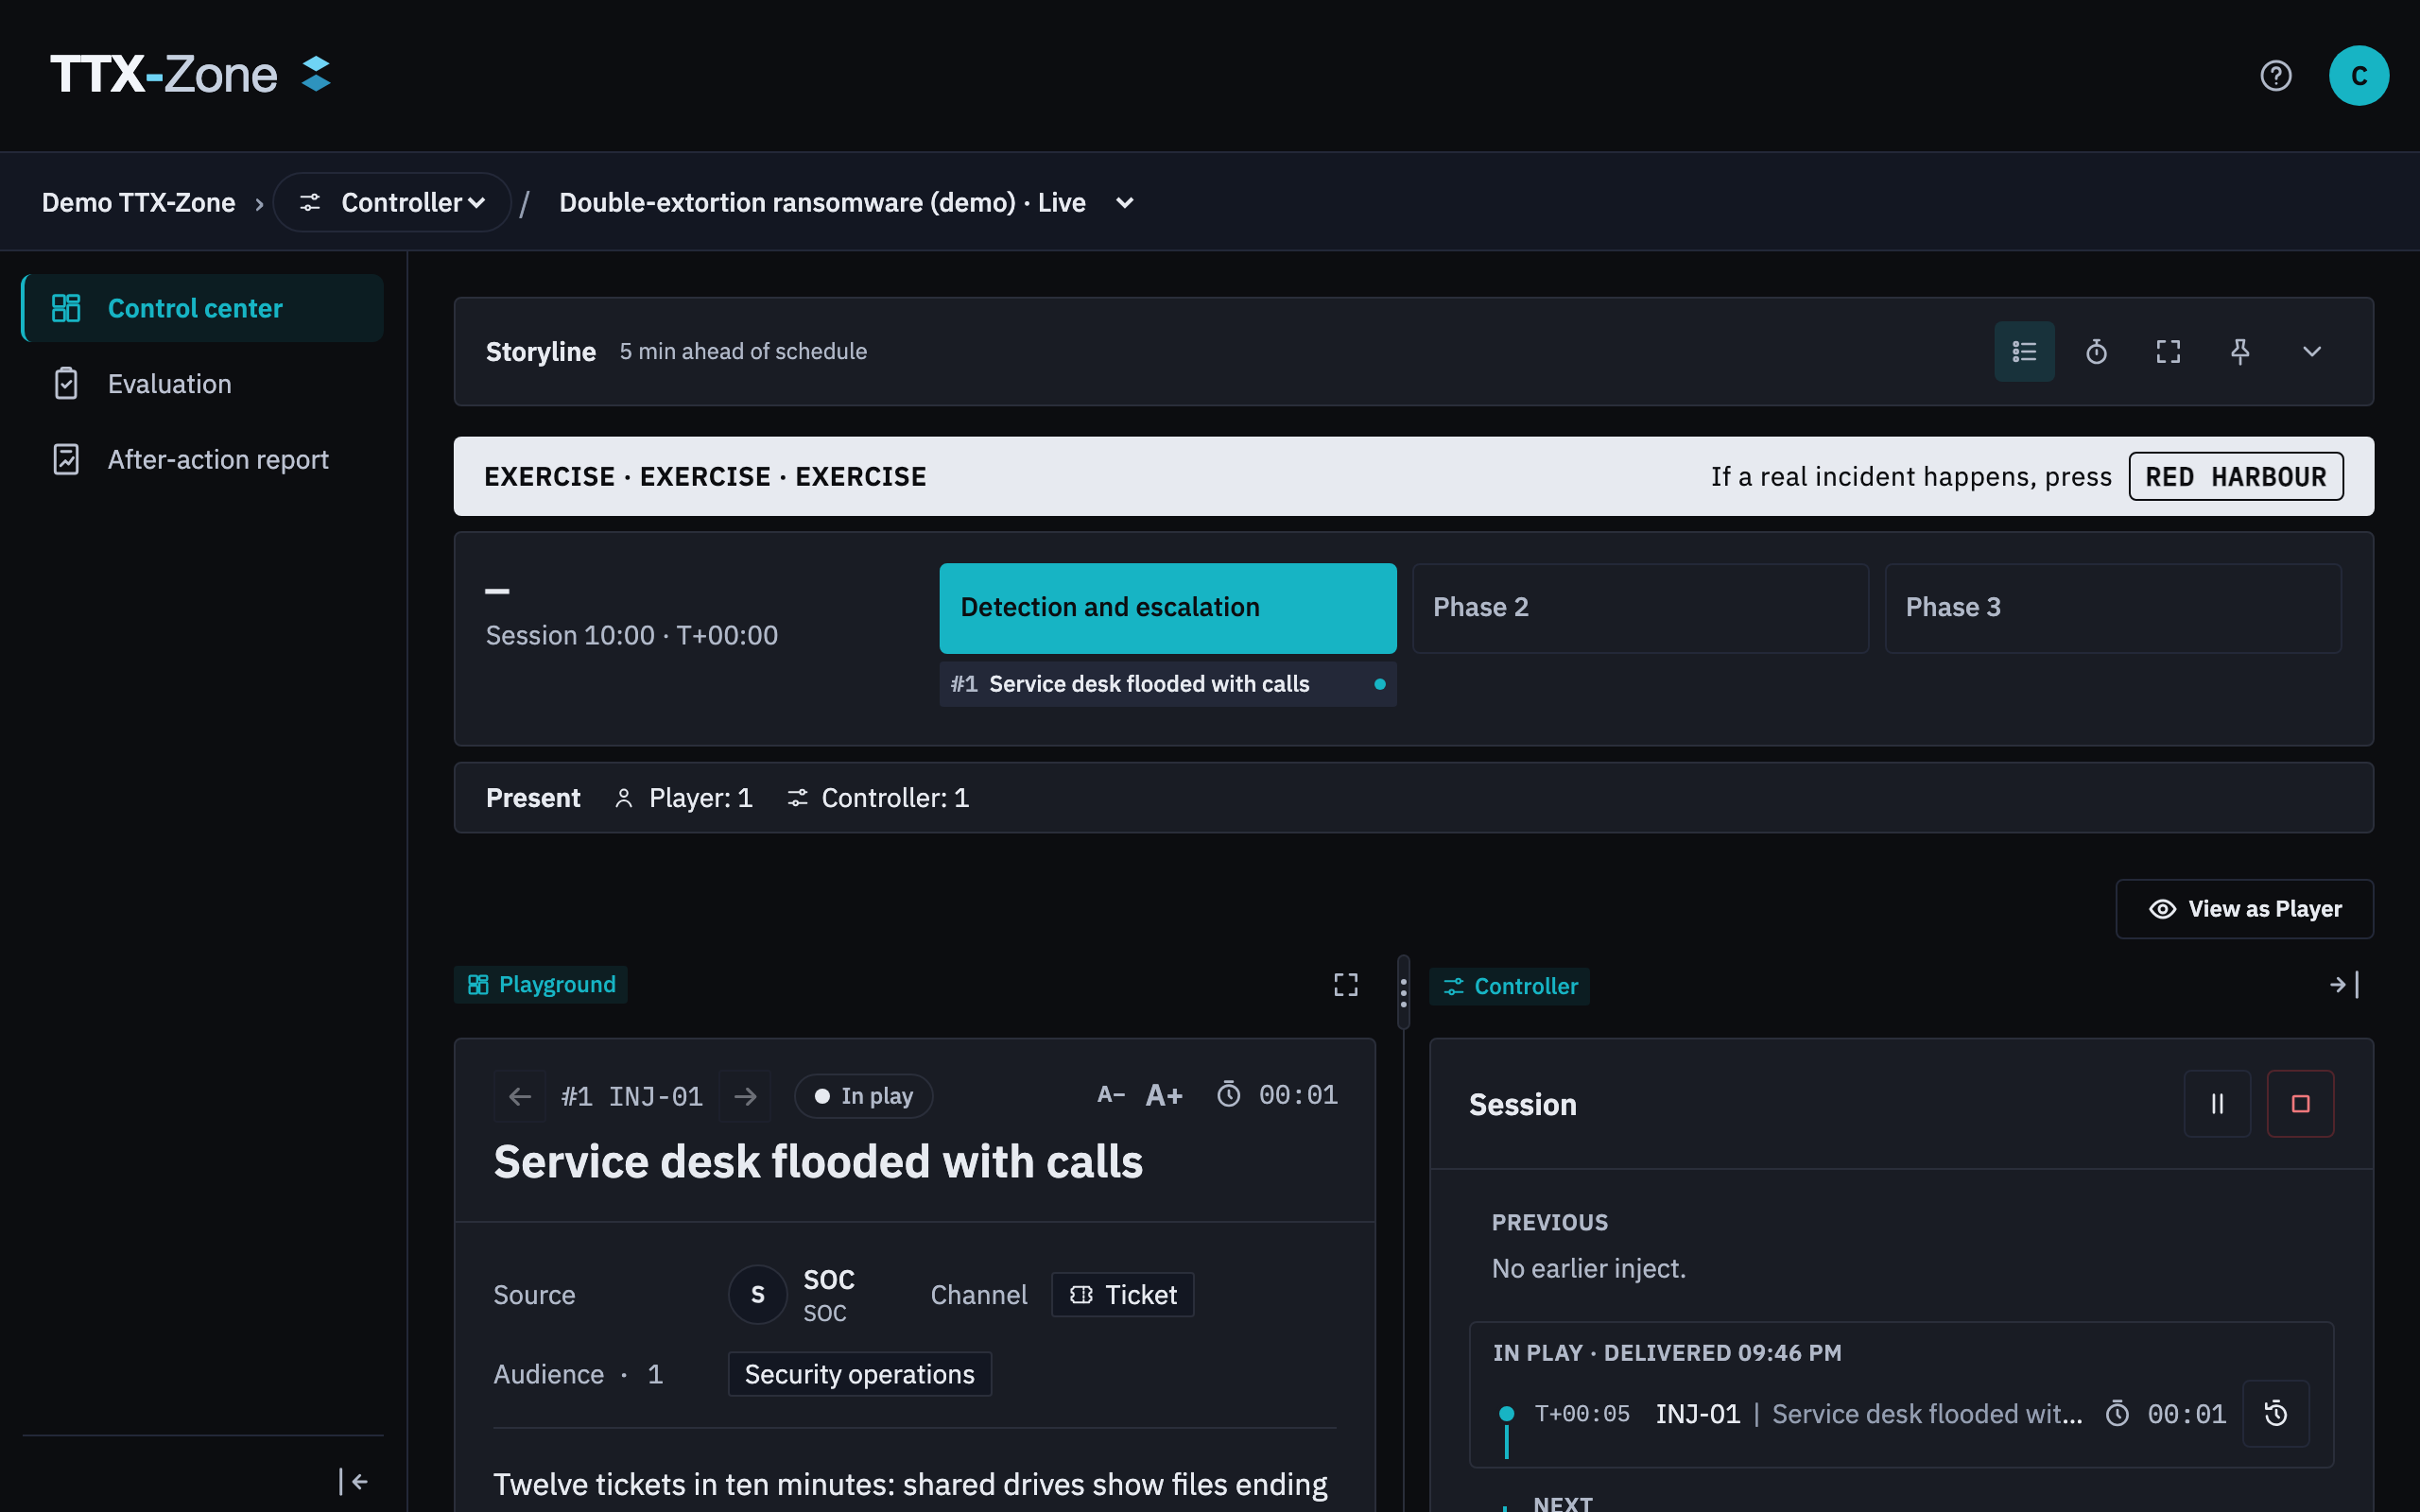 TTX-Zone
C
Demo TTX-Zone › Controller / Double-extortion ransomware (demo) · Live
Control center
Evaluation
After-action report
Storyline 5 min ahead of schedule
EXERCISE · EXERCISE · EXERCISE If a real incident happens, press RED HARBOUR
–
Session 10:00 · T+00:00
Detection and escalation
Phase 2
Phase 3
#1 Service desk flooded with calls
Present Player: 1 Controller: 1
View as Player
Playground
Controller
#1 INJ-01 In play A− A+ 00:01
Service desk flooded with calls
Source S SOC
SOC
Channel Ticket
Audience · 1 Security operations
Twelve tickets in ten minutes: shared drives show files ending
Session
PREVIOUS
No earlier inject.
IN PLAY · DELIVERED 09:46 PM
T+00:05 INJ-01 | Service desk flooded wit... 00:01
NEXT